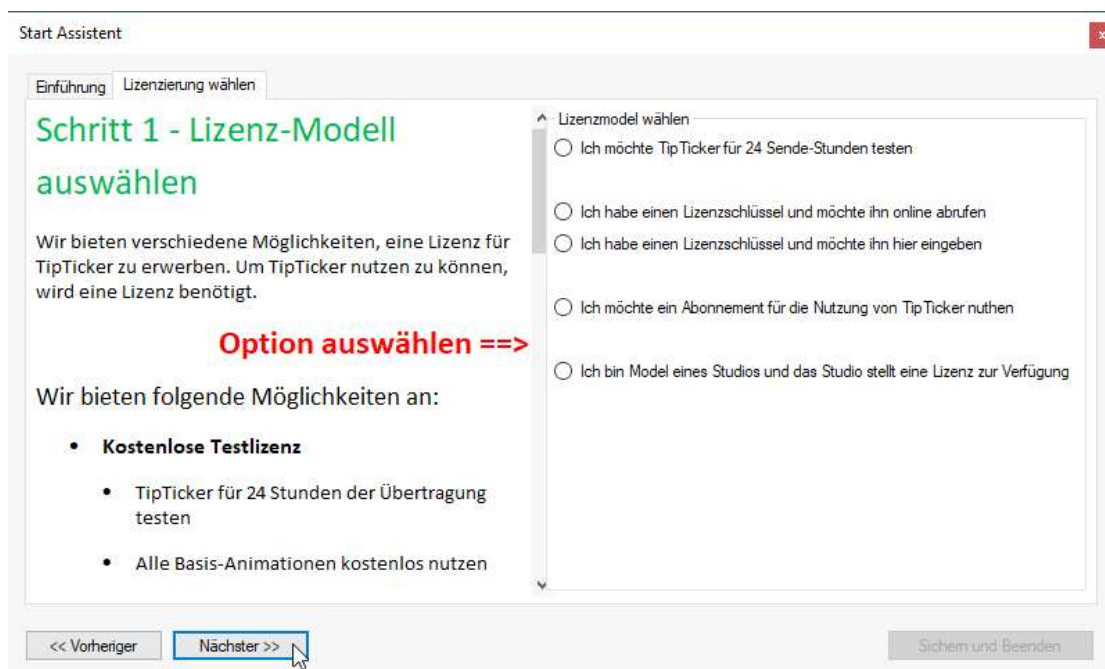 Start Assistent
x
Einführung
Lizenzierung wählen
Schritt 1 - Lizenz-Modell
auswählen
Wir bieten verschiedene Möglichkeiten, eine Lizenz für
TipTicker zu erwerben. Um TipTicker nutzen zu können,
wird eine Lizenz benötigt.
Option auswählen ==>
Wir bieten folgende Möglichkeiten an:
• Kostenlose Testlizenz
• TipTicker für 24 Stunden der Übertragung
testen
• Alle Basis-Animationen kostenlos nutzen
Lizenzmodel wählen
Ich möchte TipTicker für 24 Sende-Stunden testen
Ich habe einen Lizenzschlüssel und möchte ihn online abrufen
Ich habe einen Lizenzschlüssel und möchte ihn hier eingeben
Ich möchte ein Abonnement für die Nutzung von TipTicker nuthen
Ich bin Model eines Studios und das Studio stellt eine Lizenz zur Verfügung
<< Vorheriger
Nächster >>
Sichern und Beenden